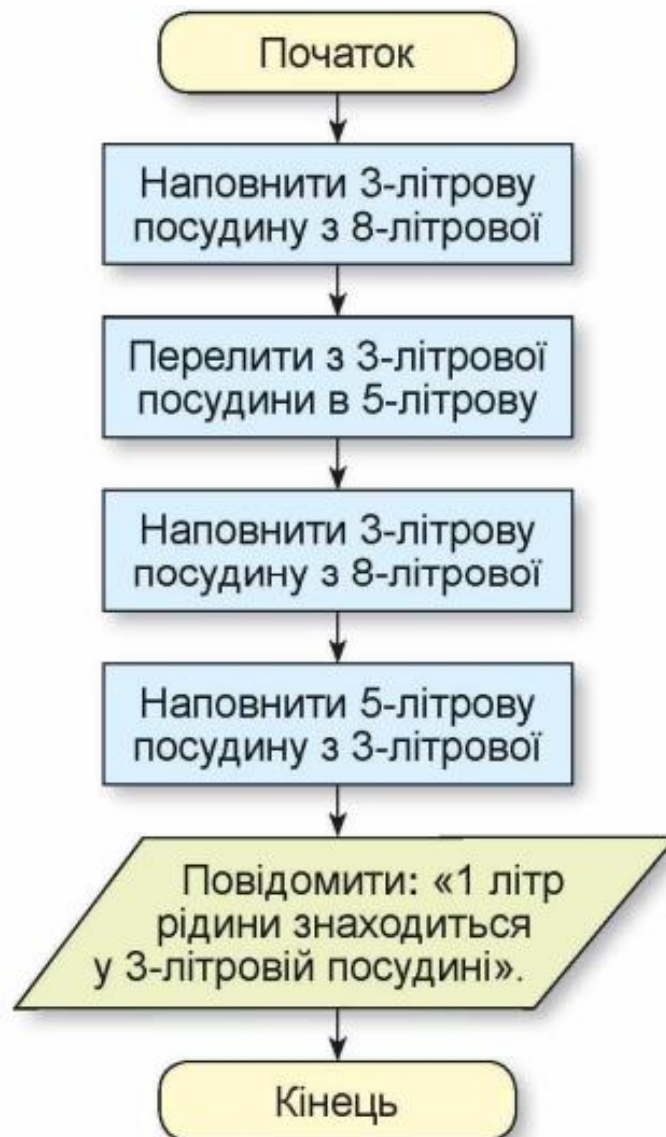 Початок
Наповнити 3-літрову
посудину з 8-літрової
Перелити з 3-літрової
посудини в 5-літрову
Наповнити 3-літрову
посудину з 8-літрової
Наповнити 5-літрову
посудину з 3-літрової
Повідомити: «1 літр
рідини знаходиться
у 3-літровій посудині».
Кінець